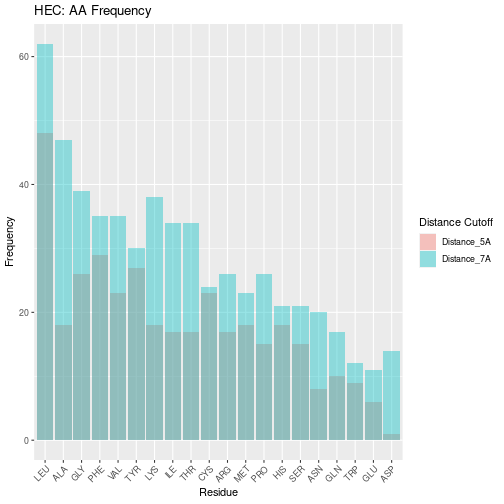 HEC: AA Frequency
60
40
20
0
Frequency
LEU ALA GLY PHE VAL TYR LYS ILE THR CYS ARG MET PRO HIS SER ASN GLN TRP GLU ASP
Residue
Distance Cutoff
Distance_5A
Distance_7A